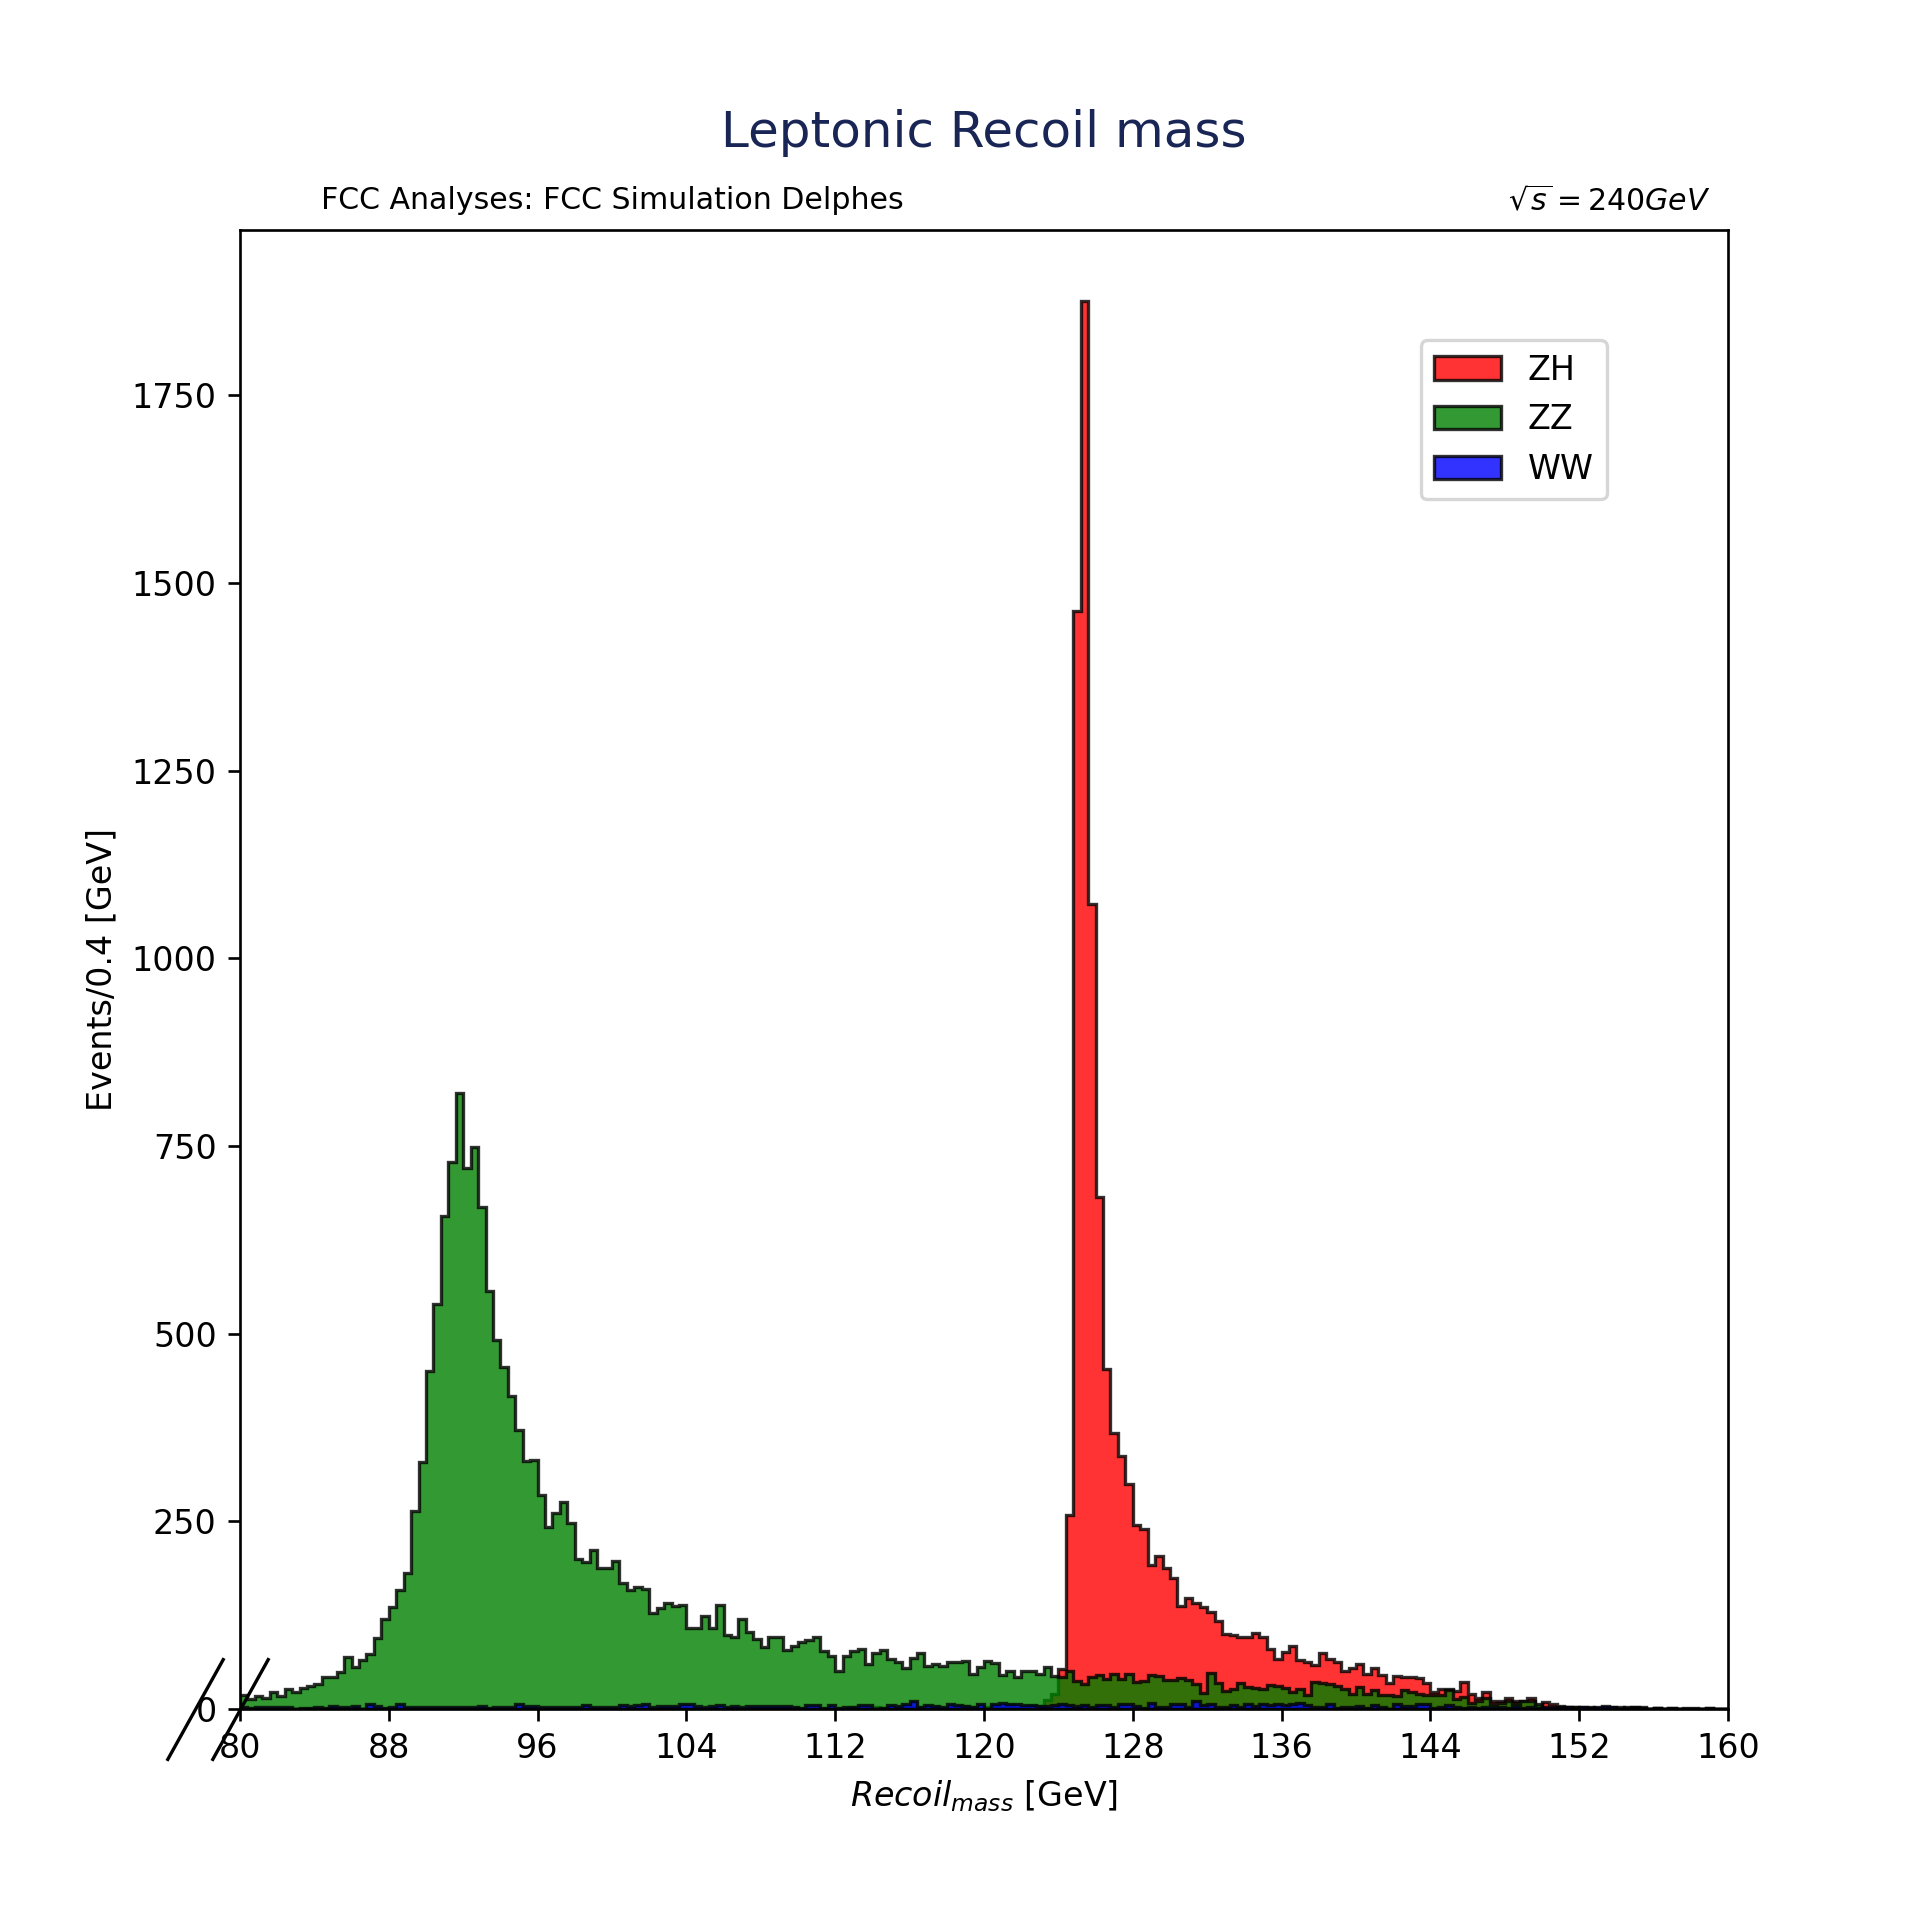 Leptonic Recoil mass
FCC Analyses: FCC Simulation Delphes
√s = 240GeV
ZH
ZZ
WW
1750
1500
1250
1000
750
500
250
0
Events/0.4 [GeV]
80 88 96 104 112 120 128 136 144 152 160
Recoil_mass [GeV]